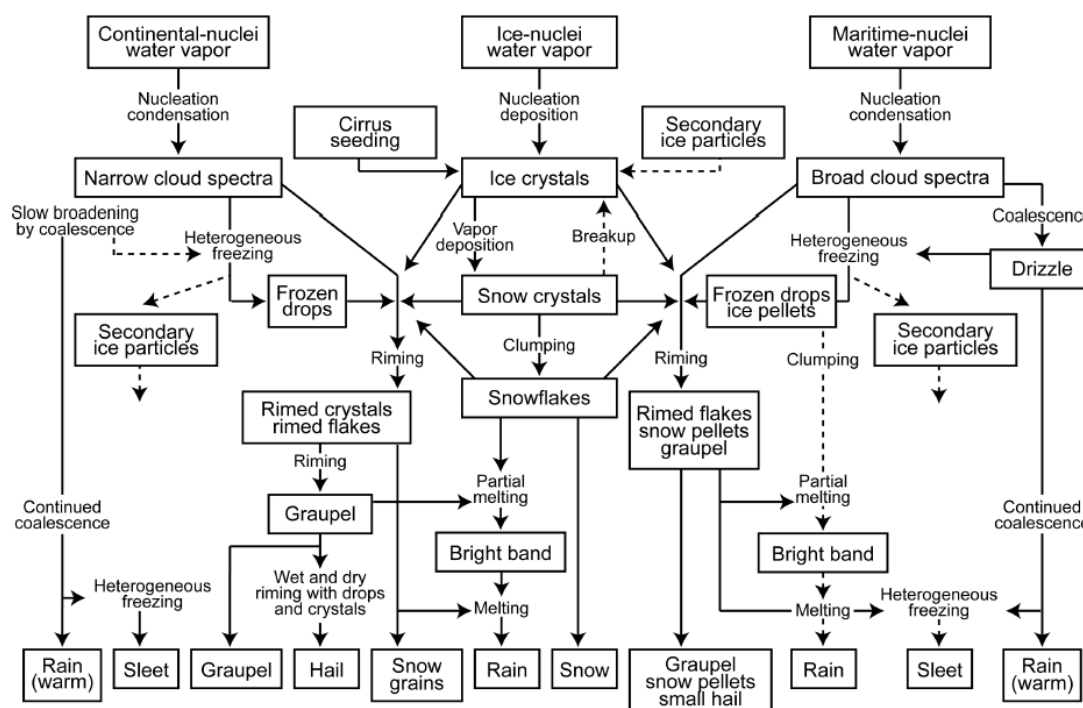 Continental-nuclei
water vapor
Ice-nuclei
water vapor
Maritime-nuclei
water vapor
Nucleation
condensation
Nucleation
deposition
Nucleation
condensation
Cirrus
seeding
Secondary
ice particles
Narrow cloud spectra
Ice crystals
Broad cloud spectra
Slow broadening
by coalescence
Heterogeneous
freezing
Vapor
deposition
Breakup
Heterogeneous
freezing
Coalescence
Drizzle
Frozen
drops
Snow crystals
Frozen drops
ice pellets
Secondary
ice particles
Riming
Clumping
Riming
Clumping
Secondary
ice particles
Rimed crystals
rimed flakes
Snowflakes
Rimed flakes
snow pellets
graupel
Riming
Partial
melting
Partial
melting
Continued
coalescence
Graupel
Continued
coalescence
Bright band
Bright band
Heterogeneous
freezing
Wet and dry
riming with drops
and crystals
Melting
Melting
Heterogeneous
freezing
Rain
(warm)
Sleet
Graupel
Hail
Snow
grains
Rain
Snow
Graupel
snow pellets
small hail
Rain
Sleet
Rain
(warm)